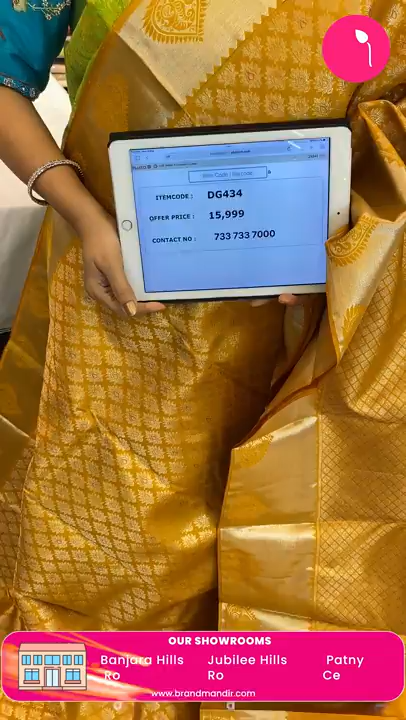 ITEMCODE : DG434
OFFER PRICE : 15,999
CONTACT NO : 733 733 7000
OUR SHOWROOMS
Banjara Hills Ro
Jubilee Hills Ro
Patny Ce
www.brandmandir.com